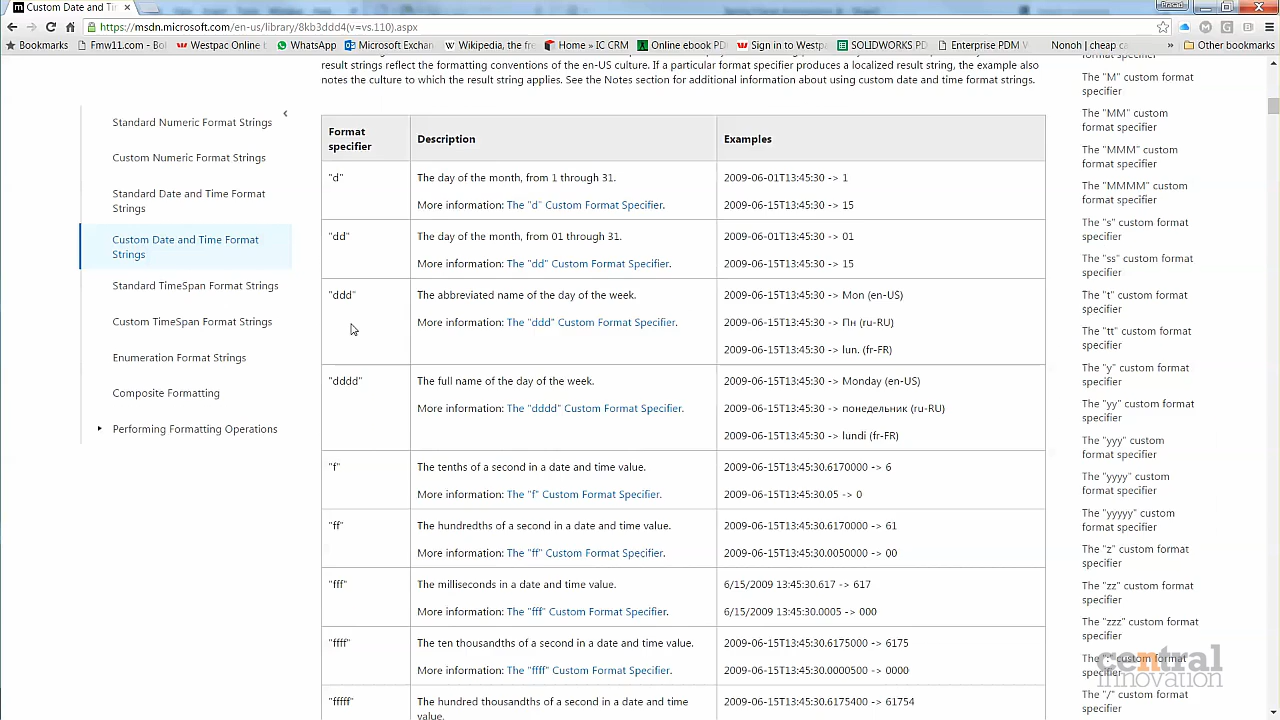 Custom Date and Tim
Prasad
https://msdn.microsoft.com/en-us/library/8kb3ddd4(v=vs.110).aspx
Bookmarks
Fmw11.com - Bo
Westpac Online
WhatsApp
Microsoft Exchan
Wikipedia, the fre
Home » IC CRM
Online ebook PD
Sign in to Westpa
SOLIDWORKS PD
Enterprise PDM V
Nonoh | cheap c
»
Other bookmarks
result strings reflect the formatting conventions of the en-US culture. If a particular format specifier produces a localized result string, the example also
notes the culture to which the result string applies. See the Notes section for additional information about using custom date and time format strings.
Standard Numeric Format Strings
Custom Numeric Format Strings
Standard Date and Time Format
Strings
Custom Date and Time Format
Strings
Standard TimeSpan Format Strings
Custom TimeSpan Format Strings
Enumeration Format Strings
Composite Formatting
Performing Formatting Operations
Format
specifier
Description
Examples
"d"
The day of the month, from 1 through 31.
More information: The "d" Custom Format Specifier.
2009-06-01T13:45:30 -> 1
2009-06-15T13:45:30 -> 15
"dd"
The day of the month, from 01 through 31.
More information: The "dd" Custom Format Specifier.
2009-06-01T13:45:30 -> 01
2009-06-15T13:45:30 -> 15
"ddd"
The abbreviated name of the day of the week.
More information: The "ddd" Custom Format Specifier.
2009-06-15T13:45:30 -> Mon (en-US)
2009-06-15T13:45:30 -> Пн (ru-RU)
2009-06-15T13:45:30 -> lun. (fr-FR)
"dddd"
The full name of the day of the week.
More information: The "dddd" Custom Format Specifier.
2009-06-15T13:45:30 -> Monday (en-US)
2009-06-15T13:45:30 -> понедельник (ru-RU)
2009-06-15T13:45:30 -> lundi (fr-FR)
"f"
The tenths of a second in a date and time value.
More information: The "f" Custom Format Specifier.
2009-06-15T13:45:30.6170000 -> 6
2009-06-15T13:45:30.05 -> 0
"ff"
The hundredths of a second in a date and time value.
More information: The "ff" Custom Format Specifier.
2009-06-15T13:45:30.6170000 -> 61
2009-06-15T13:45:30.0050000 -> 00
"fff"
The milliseconds in a date and time value.
More information: The "fff" Custom Format Specifier.
6/15/2009 13:45:30.617 -> 617
6/15/2009 13:45:30.0005 -> 000
"ffff"
The ten thousandths of a second in a date and time value.
More information: The "ffff" Custom Format Specifier.
2009-06-15T13:45:30.6175000 -> 6175
2009-06-15T13:45:30.0000500 -> 0000
"fffff"
The hundred thousandths of a second in a date and time
value.
2009-06-15T13:45:30.6175400 -> 61754
specifier
The "M" custom format
specifier
The "MM" custom
format specifier
The "MMM" custom
format specifier
The "MMMM" custom
format specifier
The "s" custom format
specifier
The "ss" custom format
specifier
The "t" custom format
specifier
The "tt" custom format
specifier
The "y" custom format
specifier
The "yy" custom format
specifier
The "yyy" custom
format specifier
The "yyyy" custom
format specifier
The "yyyyy" custom
format specifier
The "z" custom format
specifier
The "zz" custom format
specifier
The "zzz" custom format
specifier
The ":" custom format
specifier
The "/" custom format
specifier
central
innovation